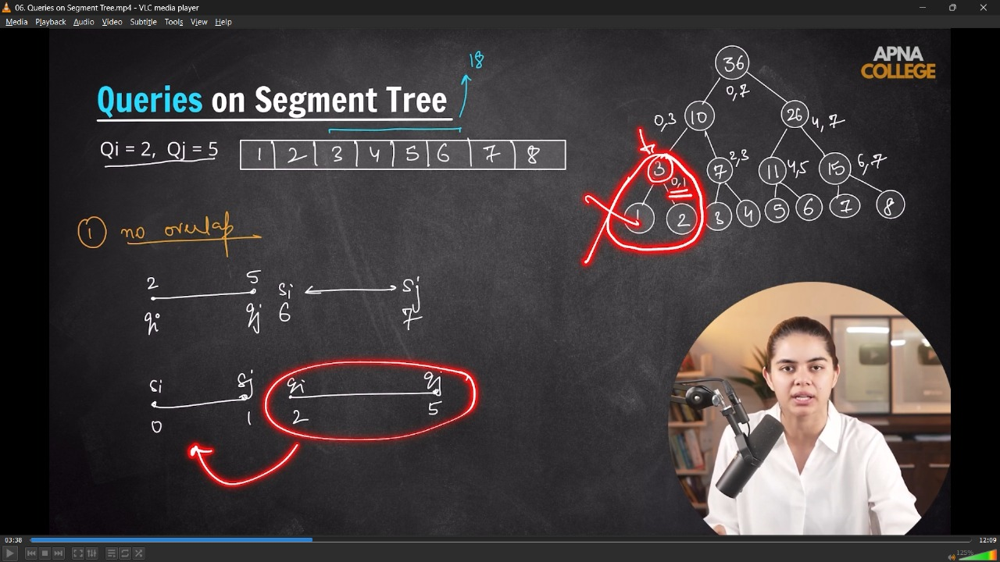 06. Queries on Segment Tree.mp4 - VLC media player
Media Playback Audio Video Subtitle Tools View Help
18
APNA
COLLEGE
Queries on Segment Tree
Qi = 2, Qj = 5
1 2 3 4 5 6 7 8
36
0,7
0,3 10
26 4,7
3 0,1
7 2,3
11 4,5
15 6,7
1 2 3 4 5 6 7 8
1 no overlap
2 5 si sj
qi qj 6 7
si sj qi qj
0 1 2 5
03:38
12:09
125%